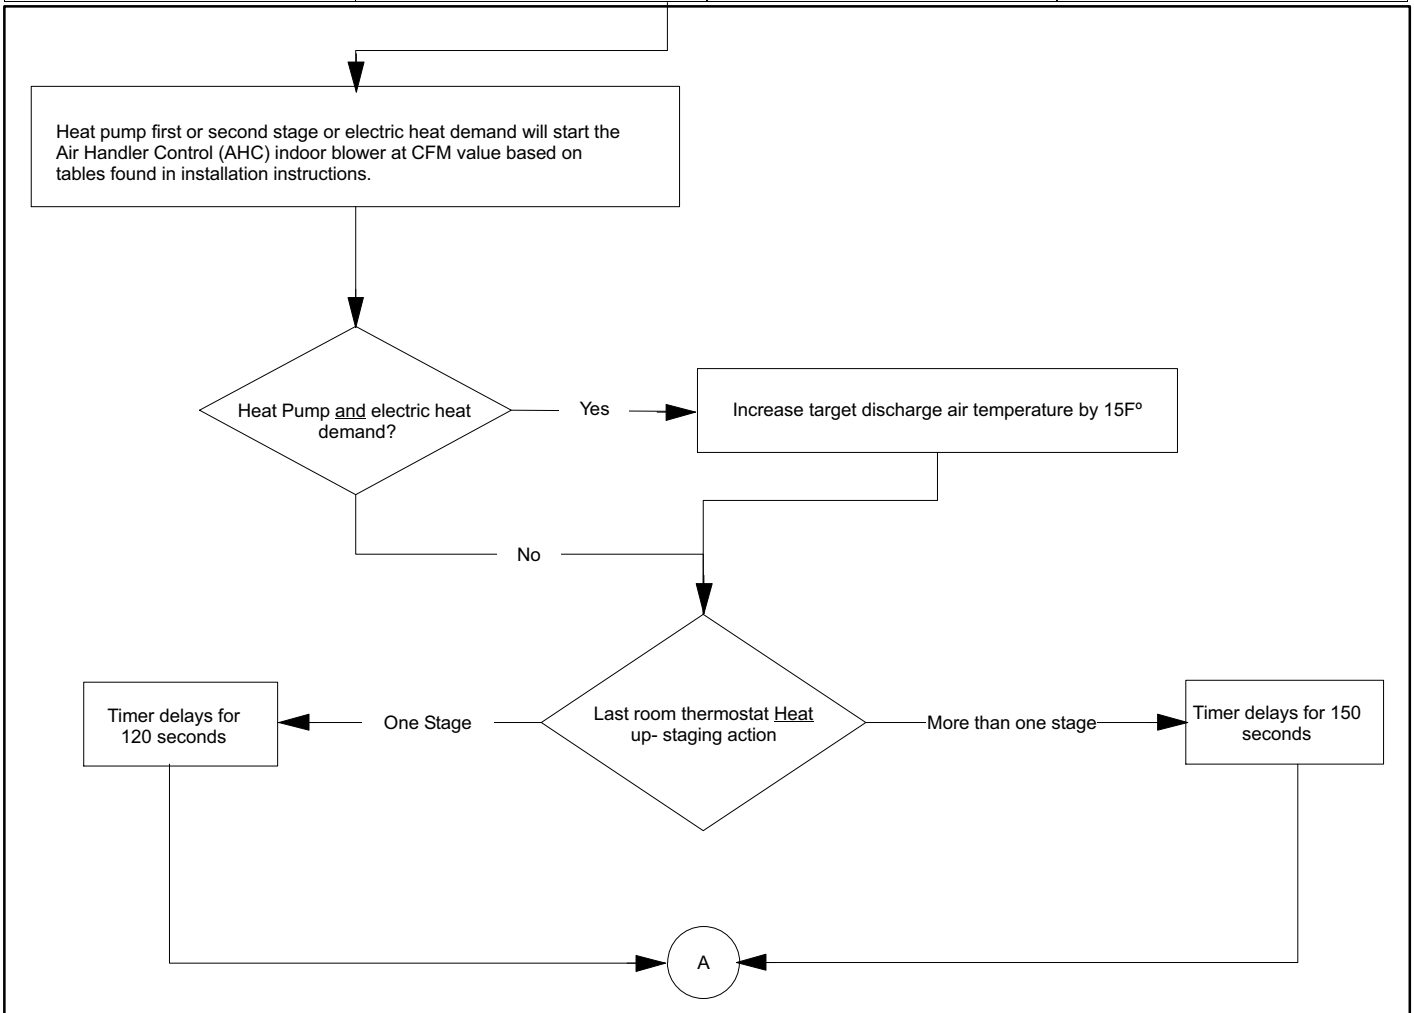 Heat pump first or second stage or electric heat demand will start the
Air Handler Control (AHC) indoor blower at CFM value based on
tables found in installation instructions.
Heat Pump and electric heat
demand?
Yes
Increase target discharge air temperature by 15Fº
No
Last room thermostat Heat
up- staging action
One Stage
Timer delays for
120 seconds
More than one stage
Timer delays for 150
seconds
A